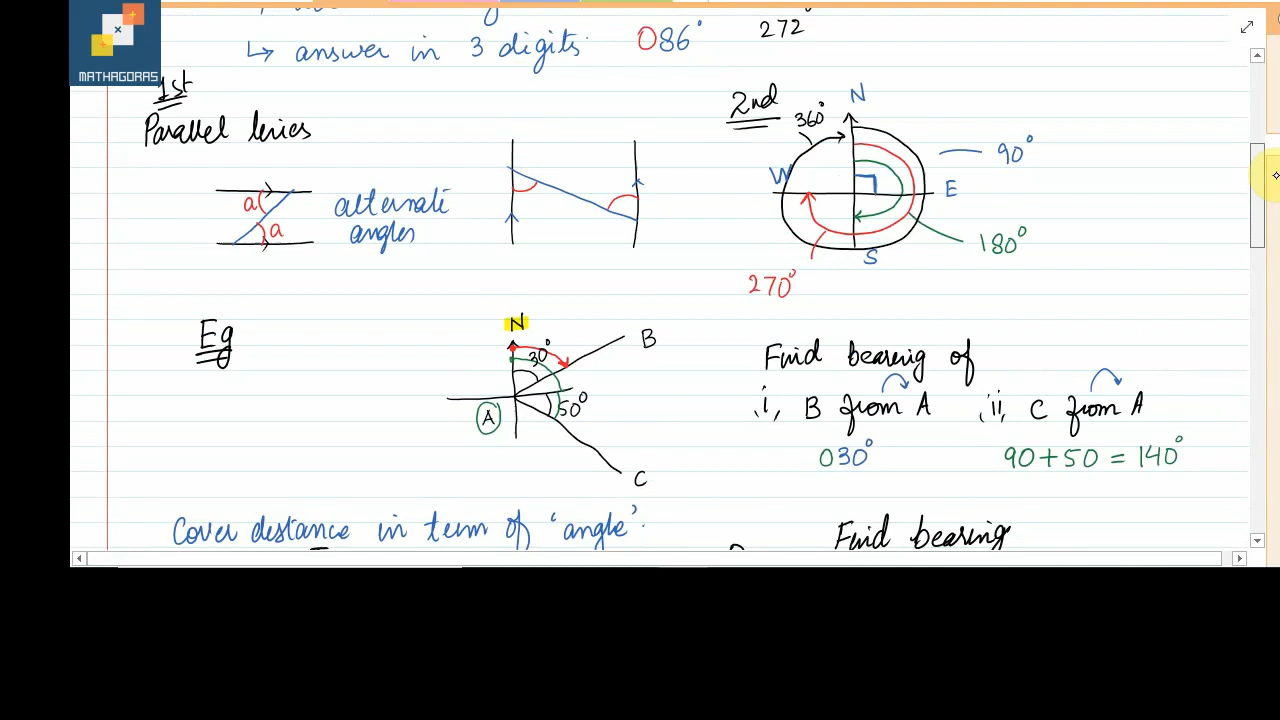 ↳ answer in 3 digits 086°
272°
MATHAGORAS
1st
Parallel lines
a
a
alternate
angles
2nd
N
360°
90°
W
E
S
180°
270°
Eg
N
30°
B
A
50°
C
Find bearing of
i, B from A
ii, C from A
030°
90+50 = 140°
Cover distance in term of 'angle'.
Find bearing